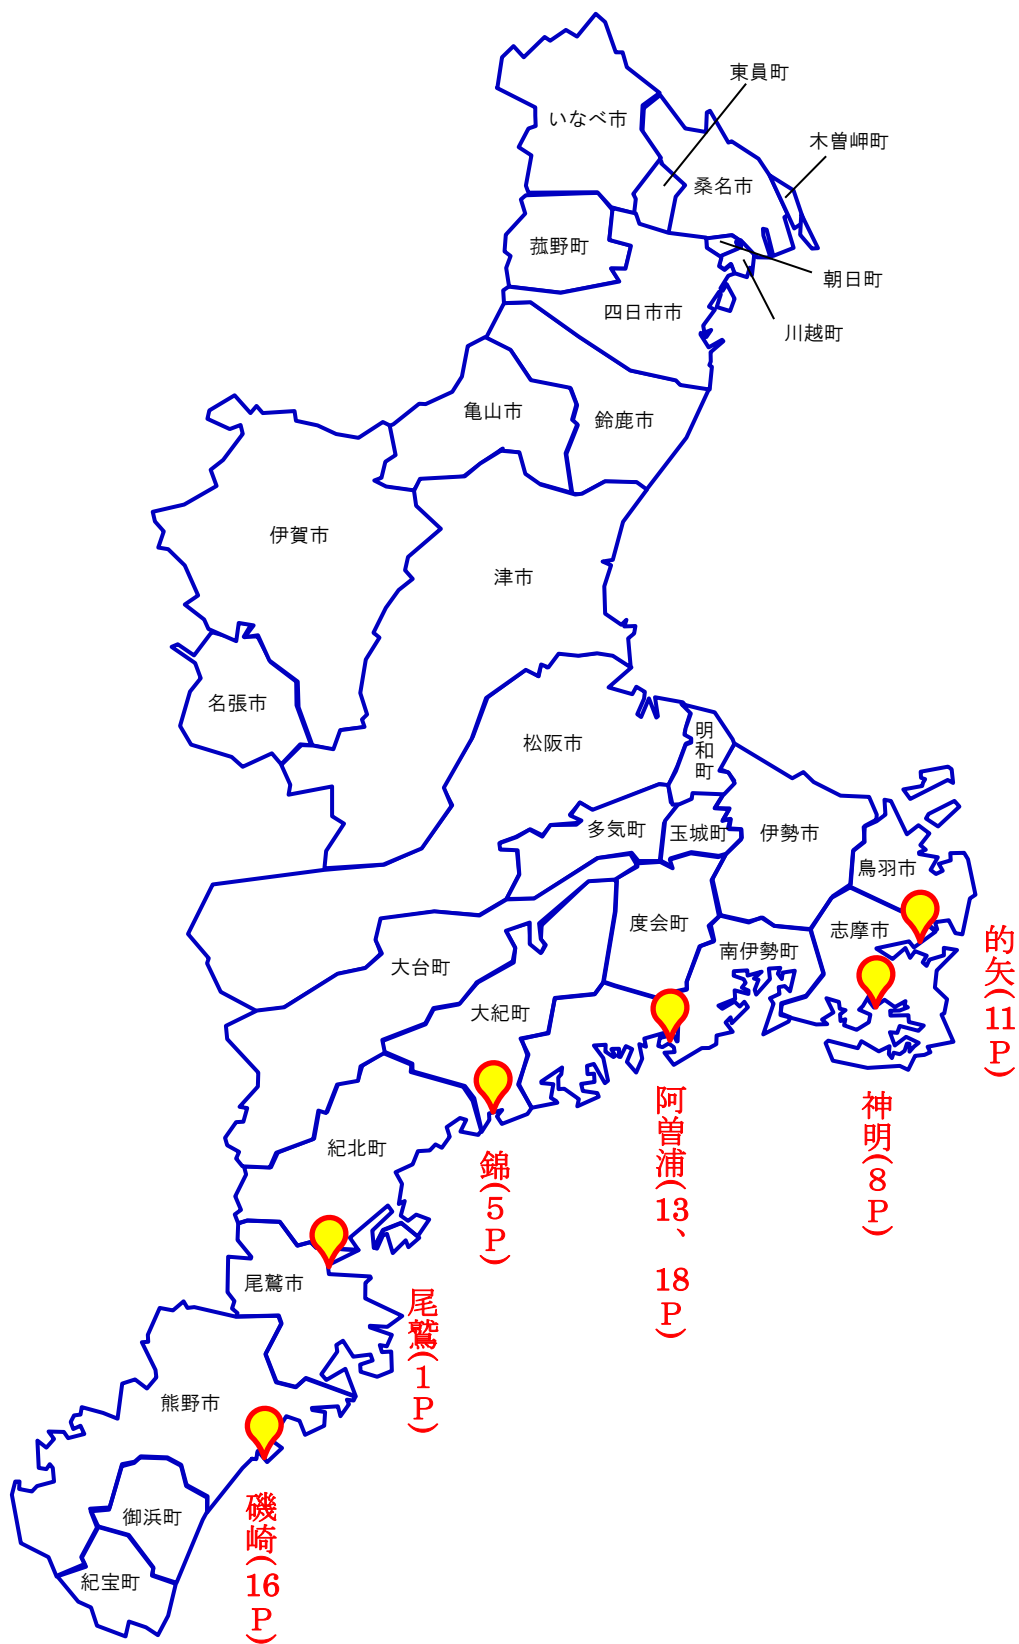 東員町
いなべ市
木曽岬町
桑名市
菰野町
朝日町
四日市市
川越町
亀山市
鈴鹿市
伊賀市
津市
名張市
松阪市
明和町
多気町
玉城町
伊勢市
鳥羽市
度会町
志摩市
南伊勢町
大台町
大紀町
的矢(11P)
神明(8P)
阿曽浦(13、18P)
錦(5P)
紀北町
尾鷲市
尾鷲(1P)
熊野市
磯崎(16P)
御浜町
紀宝町